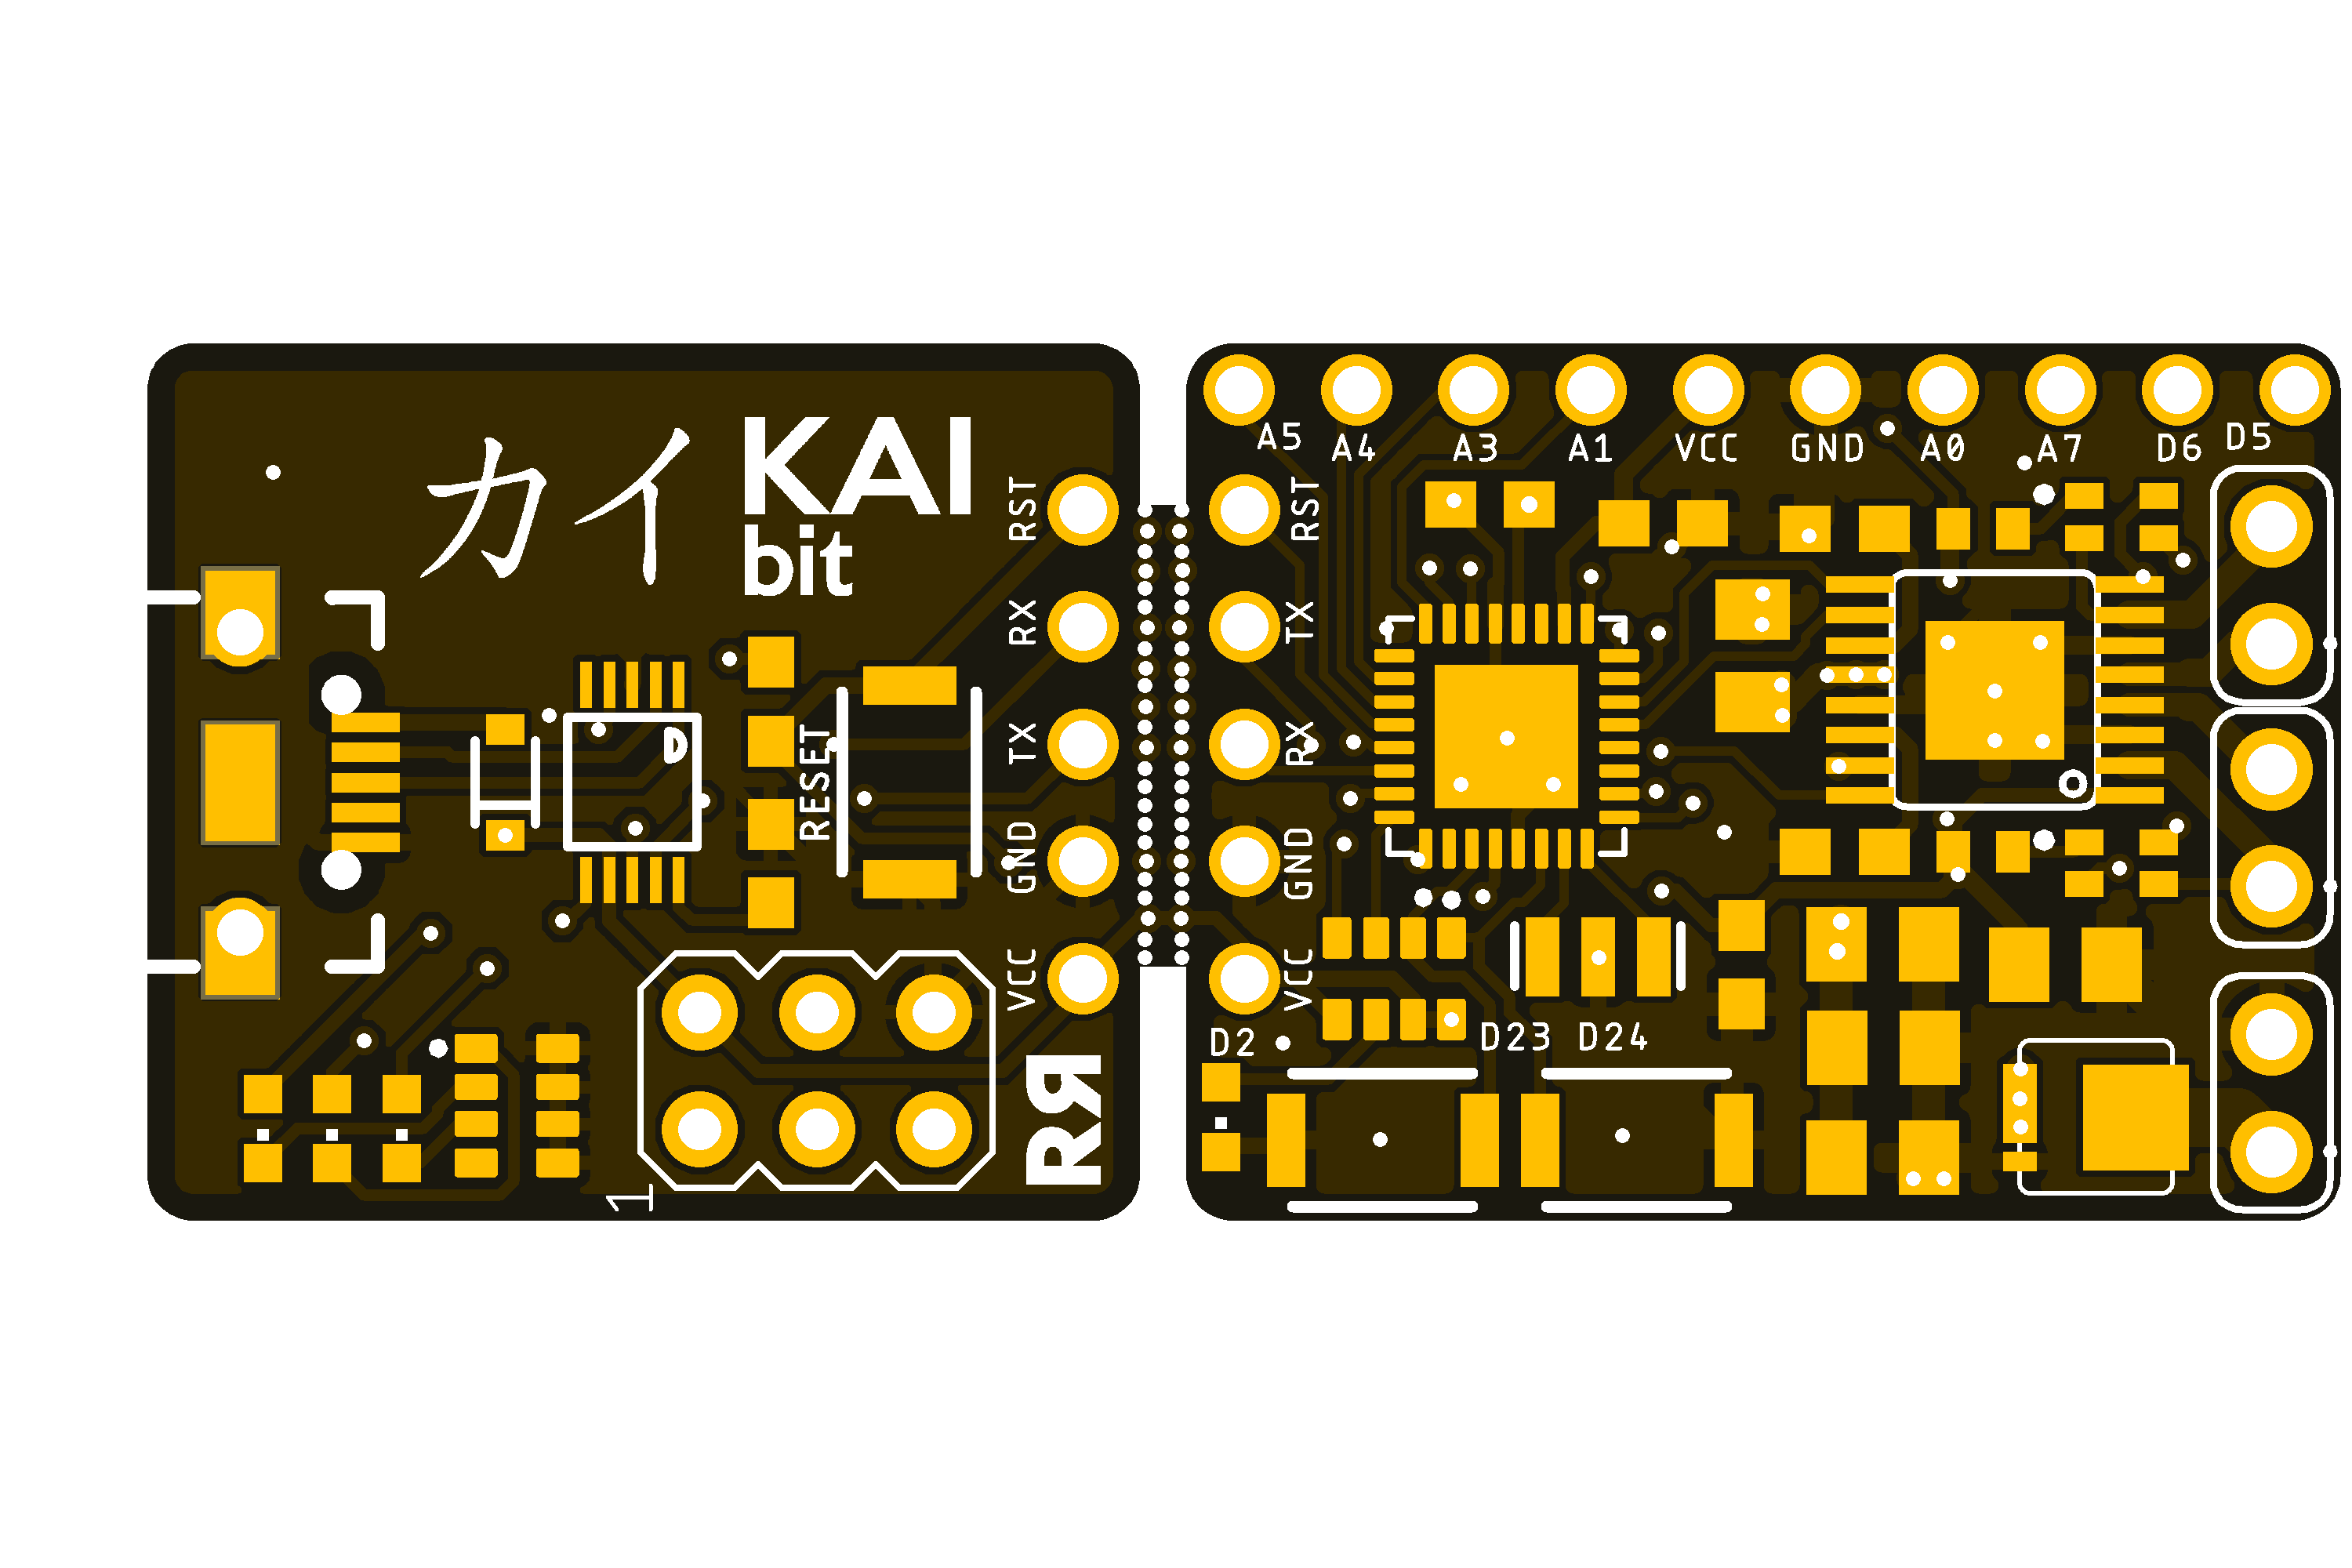 カイ KAI
bit
RST
RX
TX
GND
VCC
RESET
1
RR
A5 A4 A3 A1 VCC GND A0 A7 D6 D5
RST
TX
RX
GND
VCC
D2 D23 D24